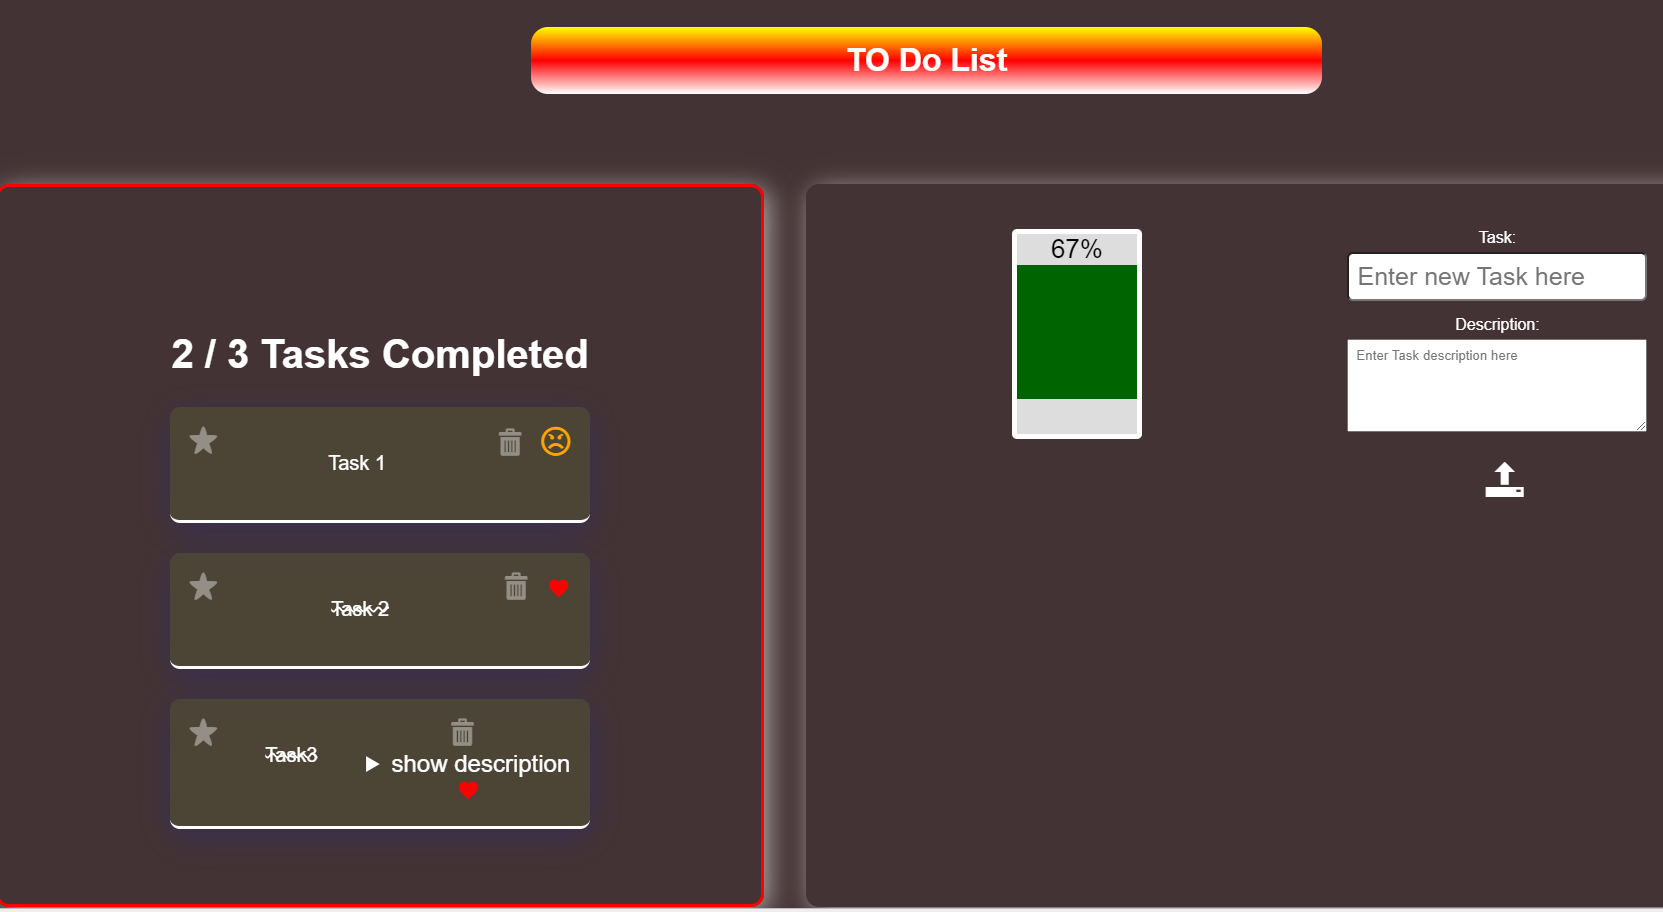 TO Do List
2 / 3 Tasks Completed
Task 1
Task 2
Task3
show description
67%
Task:
Enter new Task here
Description:
Enter Task description here